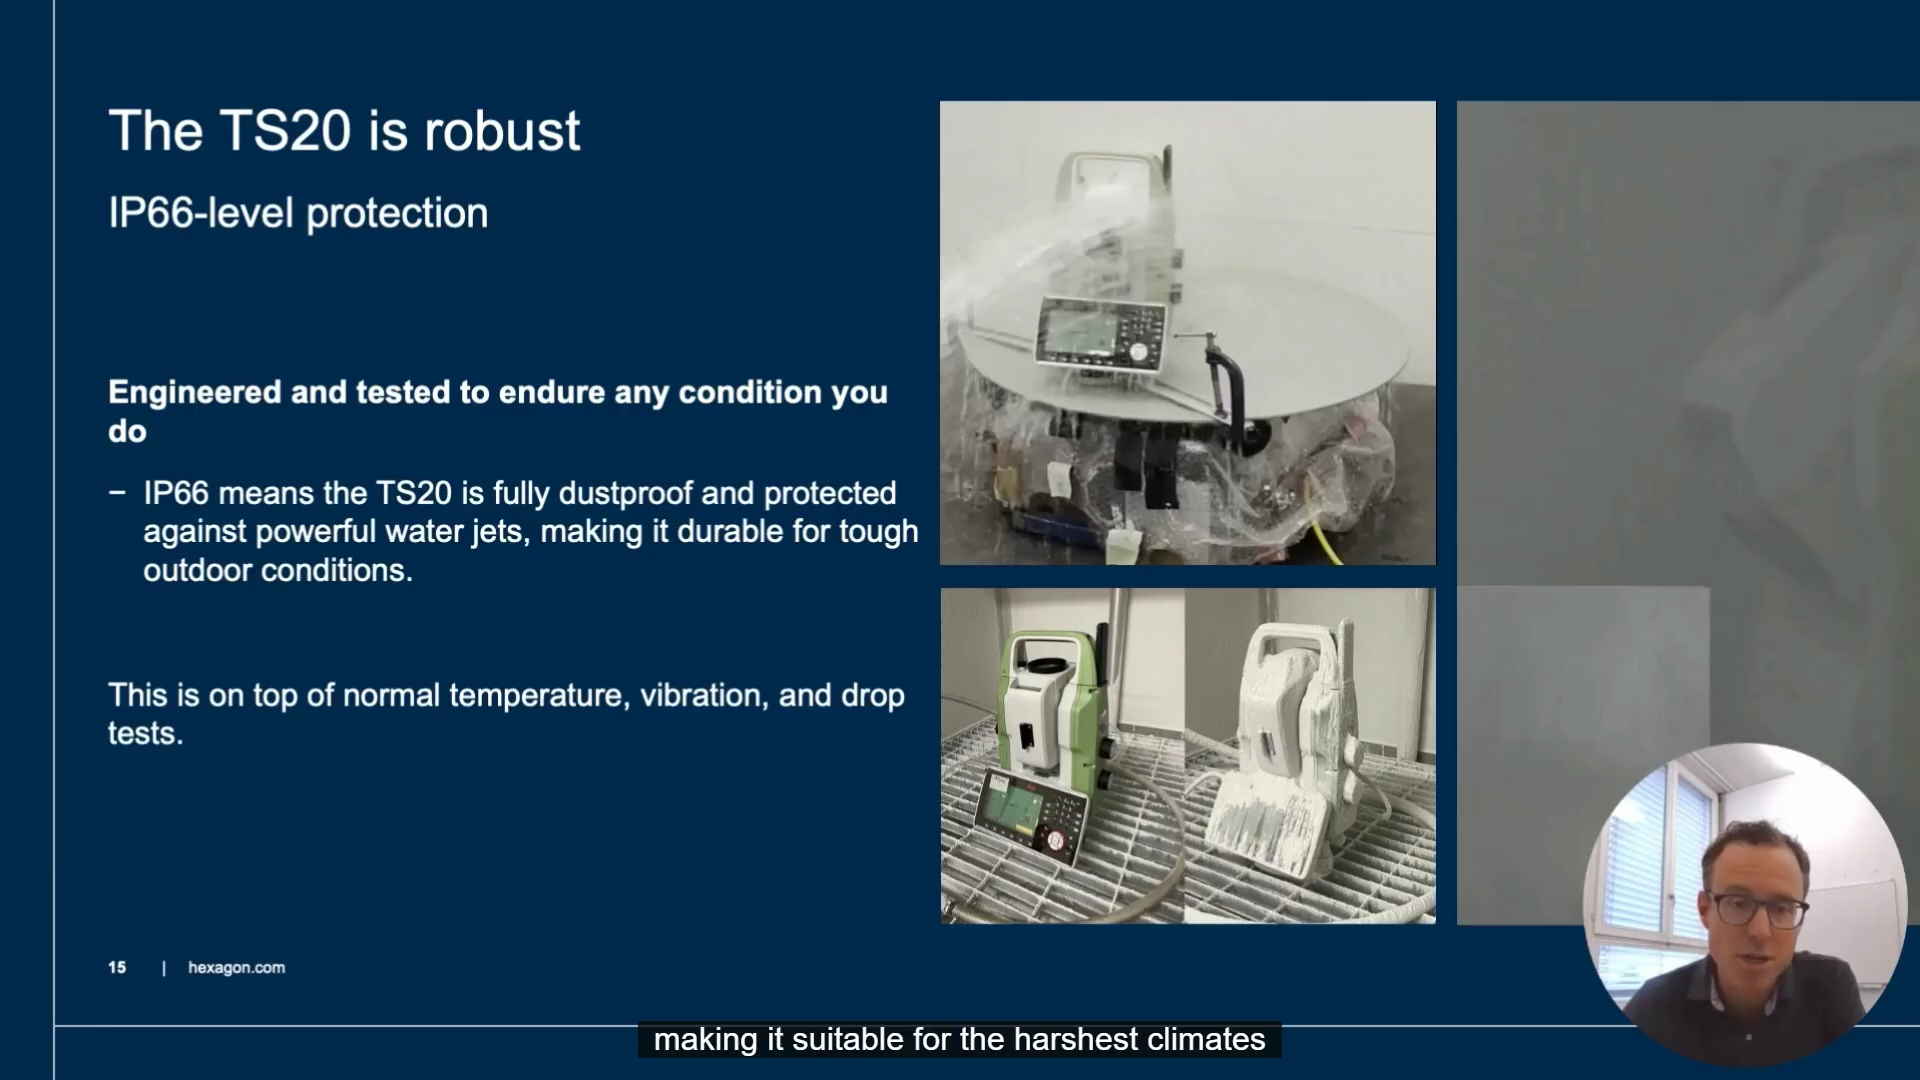 The TS20 is robust
IP66-level protection
Engineered and tested to endure any condition you
do
– IP66 means the TS20 is fully dustproof and protected
against powerful water jets, making it durable for tough
outdoor conditions.
This is on top of normal temperature, vibration, and drop
tests.
15 | hexagon.com
making it suitable for the harshest climates